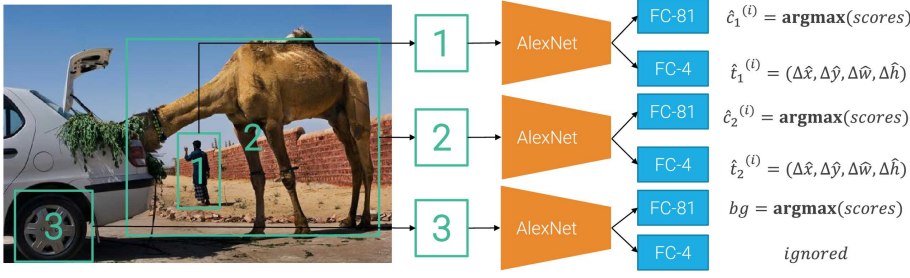 1
2
3
1
AlexNet
FC-81
ĉ₁⁽ⁱ⁾ = argmax(scores)
FC-4
t̂₁⁽ⁱ⁾ = (Δx̂, Δŷ, Δŵ, Δĥ)
2
AlexNet
FC-81
ĉ₂⁽ⁱ⁾ = argmax(scores)
FC-4
t̂₂⁽ⁱ⁾ = (Δx̂, Δŷ, Δŵ, Δĥ)
3
AlexNet
FC-81
bg = argmax(scores)
FC-4
ignored